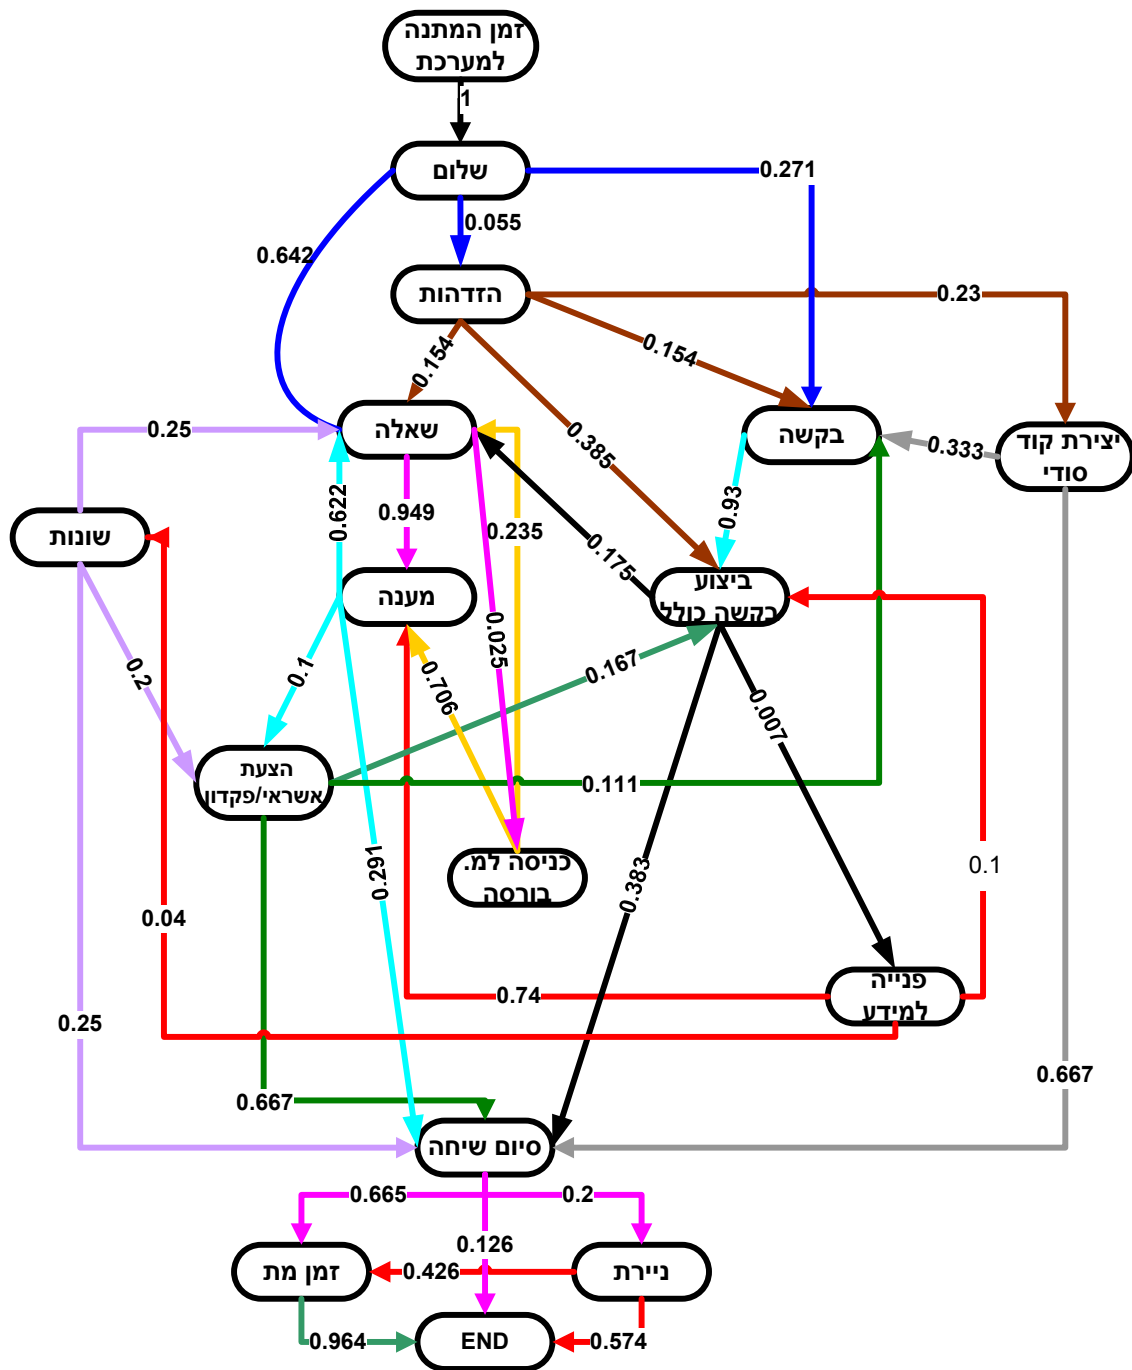 זמן המתנה
למערכת
1
שלום
0.271
0.055
0.642
הזדהות
0.23
0.154
0.154
שאלה
בקשה
יצירת קוד
סודי
0.25
0.385
0.333
0.622
0.949
0.235
0.93
שונות
0.175
מענה
ביצוע
בקשה כולל
0.025
0.2
0.1
0.706
0.167
0.007
הצעת
אשראי/פקדון
0.111
0.291
כניסה למ.
בורסה
0.383
0.1
0.04
0.74
פנייה
למידע
0.25
0.667
0.667
סיום שיחה
0.665
0.2
0.126
זמן מת
0.426
ניירת
0.964
END
0.574